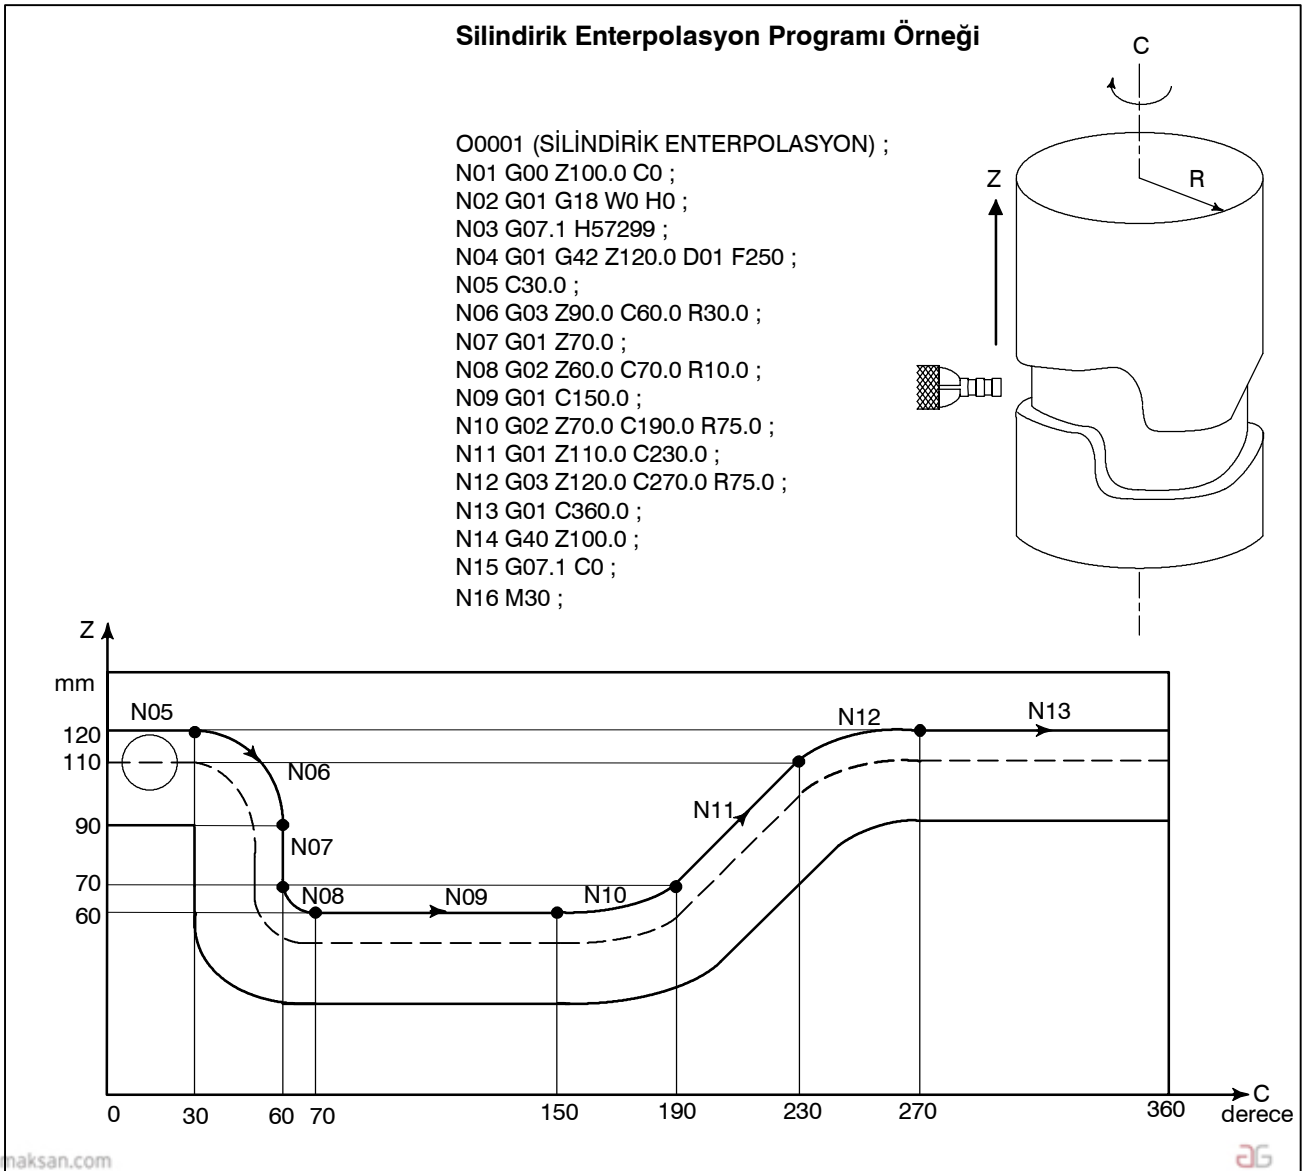 Silindirik Enterpolasyon Programı Örneği
O0001 (SİLİNDİRİK ENTERPOLASYON) ;
N01 G00 Z100.0 C0 ;
N02 G01 G18 W0 H0 ;
N03 G07.1 H57299 ;
N04 G01 G42 Z120.0 D01 F250 ;
N05 C30.0 ;
N06 G03 Z90.0 C60.0 R30.0 ;
N07 G01 Z70.0 ;
N08 G02 Z60.0 C70.0 R10.0 ;
N09 G01 C150.0 ;
N10 G02 Z70.0 C190.0 R75.0 ;
N11 G01 Z110.0 C230.0 ;
N12 G03 Z120.0 C270.0 R75.0 ;
N13 G01 C360.0 ;
N14 G40 Z100.0 ;
N15 G07.1 C0 ;
N16 M30 ;
C
Z
R
Z
mm
N05
N12
N13
120
110
N06
N11
90
N07
70
N08
N09
N10
60
0
30
60
70
150
190
230
270
360
C
derece
maksan.com
aG